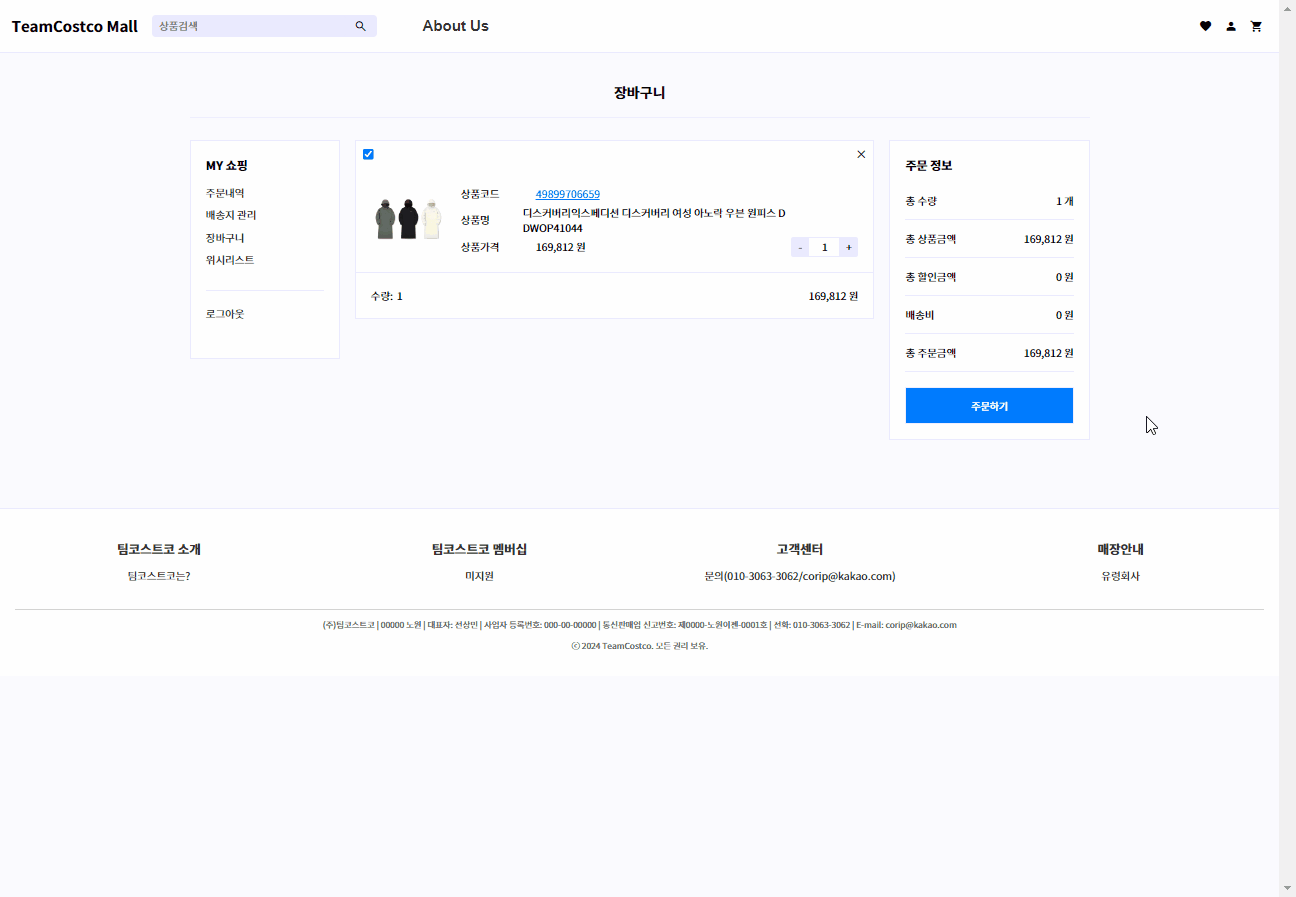 TeamCostco Mall
상품검색
About Us
장바구니
MY 쇼핑
주문내역
배송지 관리
장바구니
위시리스트
로그아웃
상품코드 49899706659
상품명 디스커버리익스페디션 디스커버리 여성 아노락 우븐 원피스 D
DWOP41044
상품가격 169,812 원
- 1 +
수량: 1 169,812 원
주문 정보
총 수량 1 개
총 상품금액 169,812 원
총 할인금액 0 원
배송비 0 원
총 주문금액 169,812 원
주문하기
팀코스트코 소개
팀코스트코는?
팀코스트코 멤버십
미지원
고객센터
문의(010-3063-3062/corip@kakao.com)
매장안내
유령회사
(주)팀코스트코 | 00000 노원 | 대표자: 선상민 | 사업자 등록번호: 000-00-00000 | 통신판매업 신고번호: 제0000-노원이젠-0001호 | 전화: 010-3063-3062 | E-mail: corip@kakao.com
ⓒ 2024 TeamCostco. 모든 권리 보유.